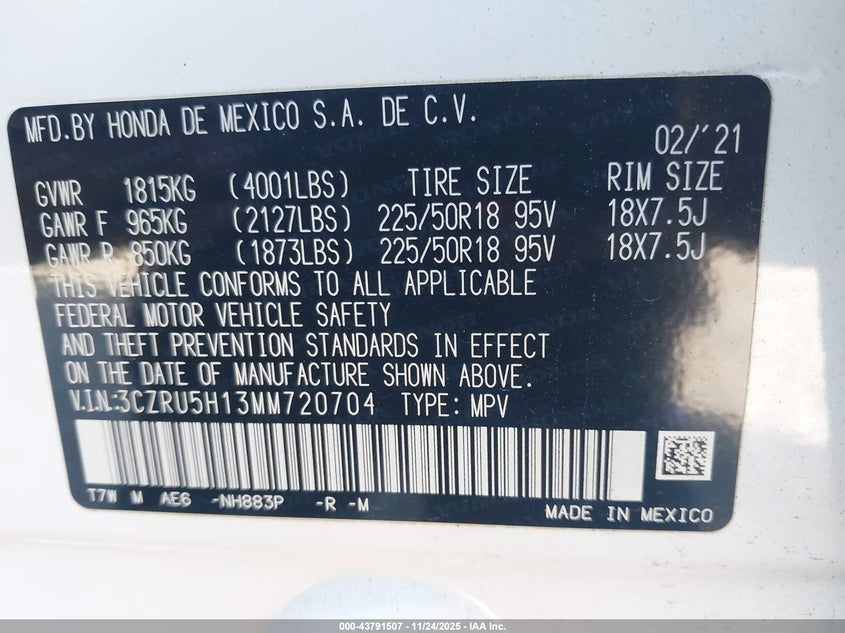 MFD.BY HONDA DE MEXICO S.A. DE C.V.
02/'21
GVWR 1815KG (4001LBS) TIRE SIZE RIM SIZE
GAWR F 965KG (2127LBS) 225/50R18 95V 18X7.5J
GAWR R 850KG (1873LBS) 225/50R18 95V 18X7.5J
THIS VEHICLE CONFORMS TO ALL APPLICABLE
FEDERAL MOTOR VEHICLE SAFETY
AND THEFT PREVENTION STANDARDS IN EFFECT
ON THE DATE OF MANUFACTURE SHOWN ABOVE.
V.I.N:3CZRU5H13MM720704 TYPE: MPV
T7W M AE6 -NH883P -R -M
MADE IN MEXICO
000-43791507 - 11/24/2025 - IAA Inc.